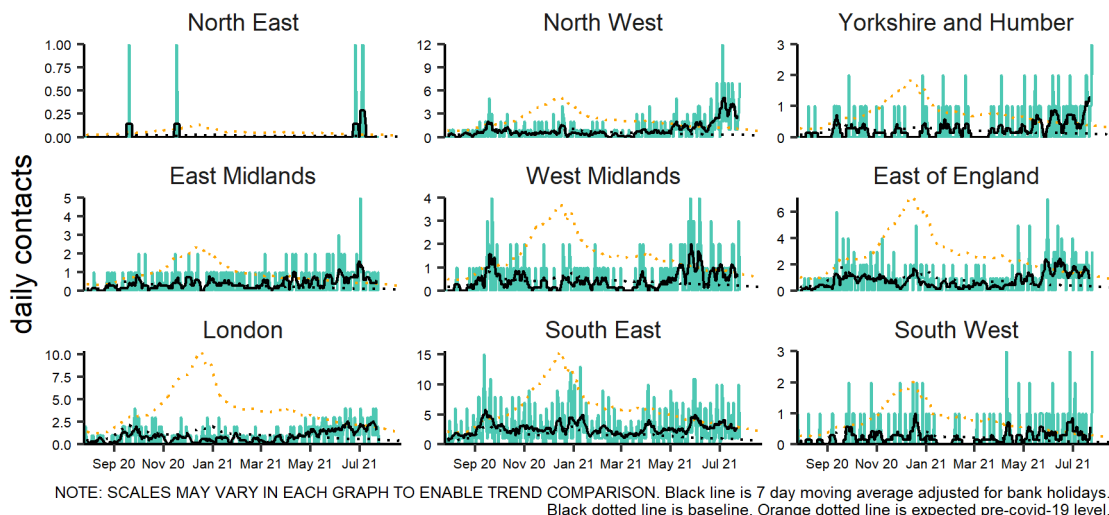 North East
North West
Yorkshire and Humber
1.00
0.75
0.50
0.25
0.00
12
9
6
3
0
3
2
1
0
East Midlands
West Midlands
East of England
5
4
3
2
1
0
4
3
2
1
0
6
4
2
0
daily contacts
London
South East
South West
10.0
7.5
5.0
2.5
0.0
15
10
5
0
3
2
1
0
Sep 20 Nov 20 Jan 21 Mar 21 May 21 Jul 21
Sep 20 Nov 20 Jan 21 Mar 21 May 21 Jul 21
Sep 20 Nov 20 Jan 21 Mar 21 May 21 Jul 21
NOTE: SCALES MAY VARY IN EACH GRAPH TO ENABLE TREND COMPARISON. Black line is 7 day moving average adjusted for bank holidays.
Black dotted line is baseline. Orange dotted line is expected pre-covid-19 level.